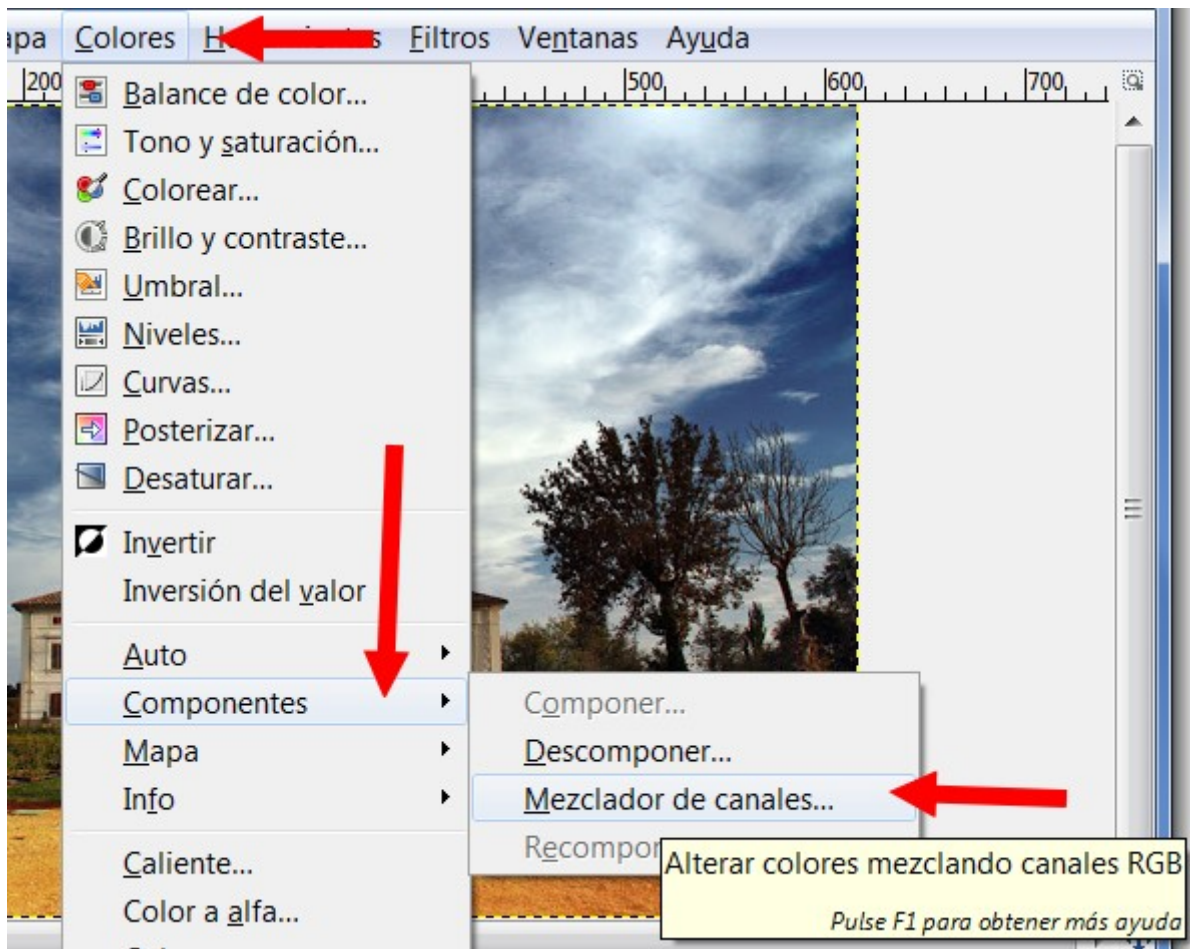 Colores Filtros Ventanas Ayuda
200 500 600 700
Balance de color...
Tono y saturación...
Colorear...
Brillo y contraste...
Umbral...
Niveles...
Curvas...
Posterizar...
Desaturar...
Invertir
Inversión del valor
Auto
Componentes
Mapa
Info
Caliente...
Color a alfa...
Componer...
Descomponer...
Mezclador de canales...
Alterar colores mezclando canales RGB
Pulse F1 para obtener más ayuda